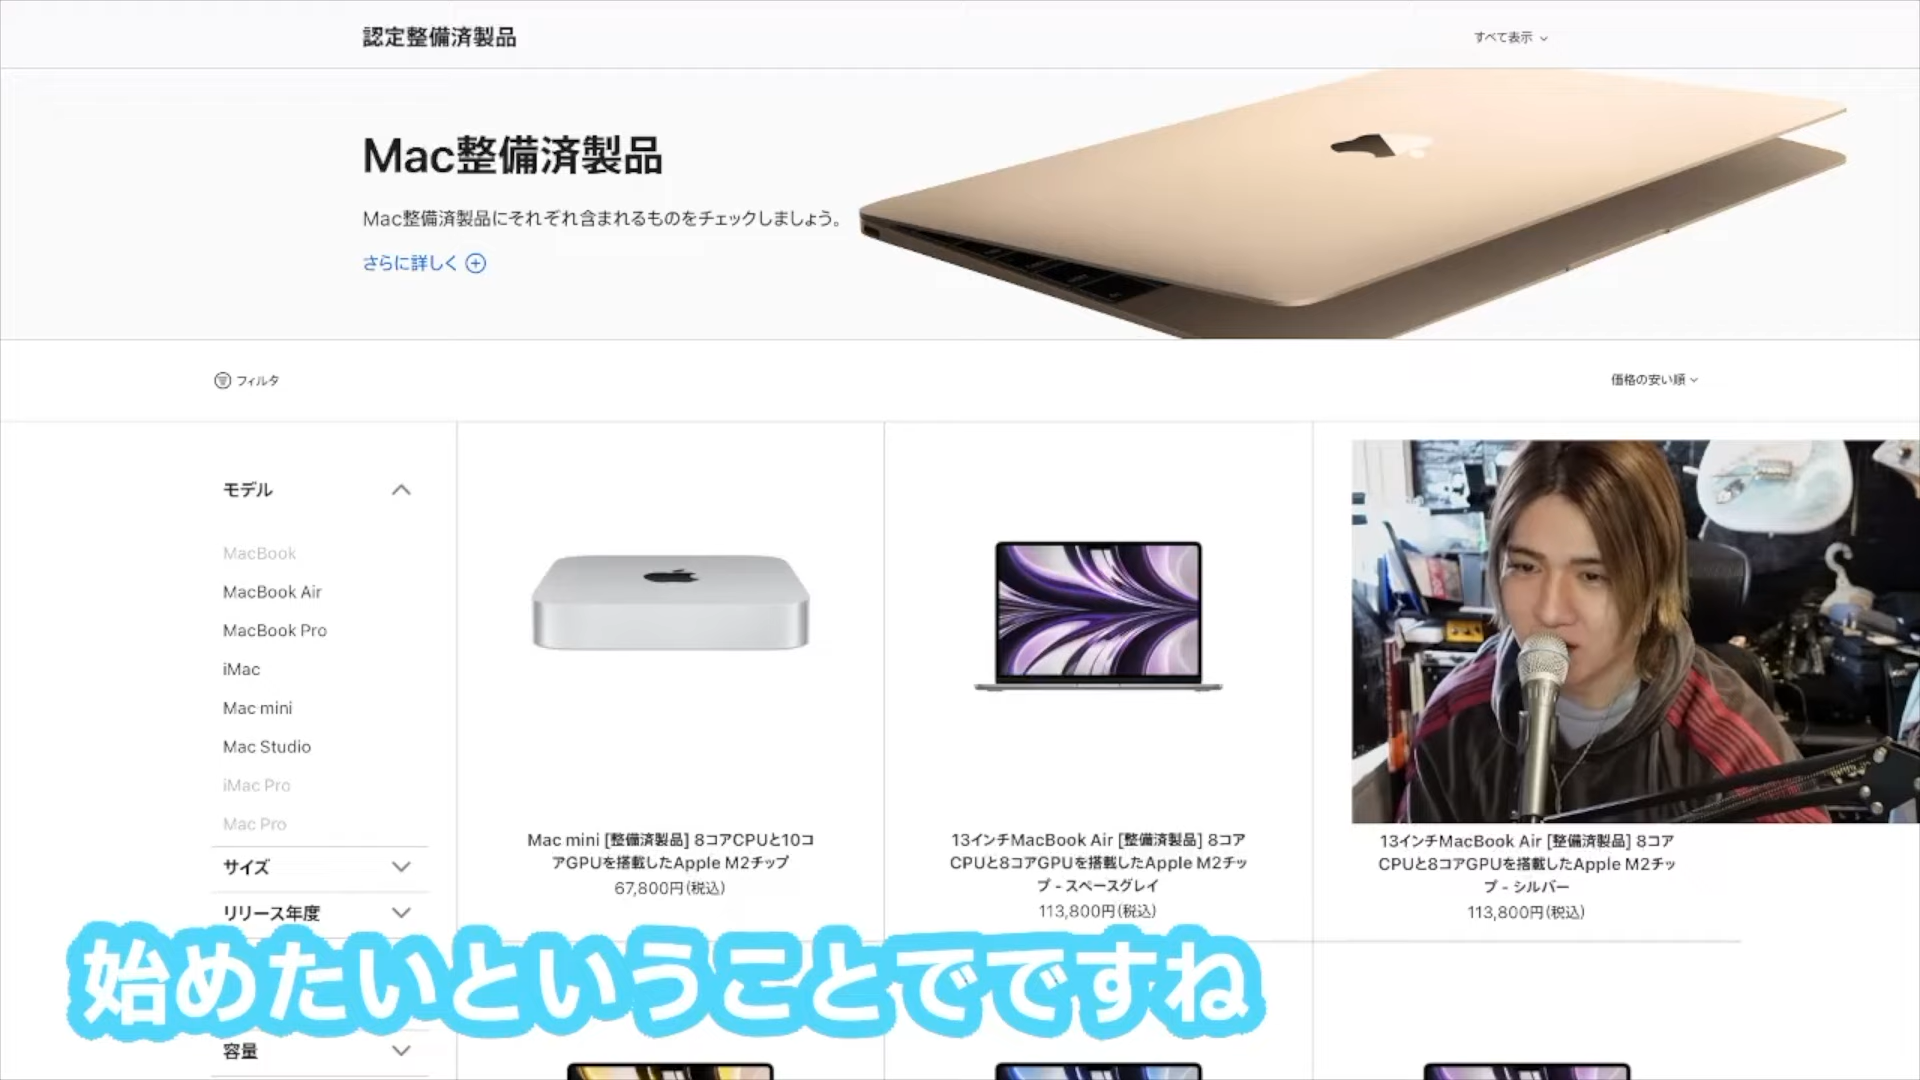 認定整備済製品
すべて表示
Mac整備済製品
Mac整備済製品にそれぞれ含まれるものをチェックしましょう。
さらに詳しく
フィルタ
価格の安い順
モデル
MacBook
MacBook Air
MacBook Pro
iMac
Mac mini
Mac Studio
iMac Pro
Mac Pro
サイズ
リリース年度
容量
Mac mini [整備済製品] 8コアCPUと10コ
アGPUを搭載したApple M2チップ
67,800円(税込)
13インチMacBook Air [整備済製品] 8コア
CPUと8コアGPUを搭載したApple M2チッ
プ - スペースグレイ
113,800円(税込)
13インチMacBook Air [整備済製品] 8コア
CPUと8コアGPUを搭載したApple M2チッ
プ - シルバー
113,800円(税込)
始めたいということでですね